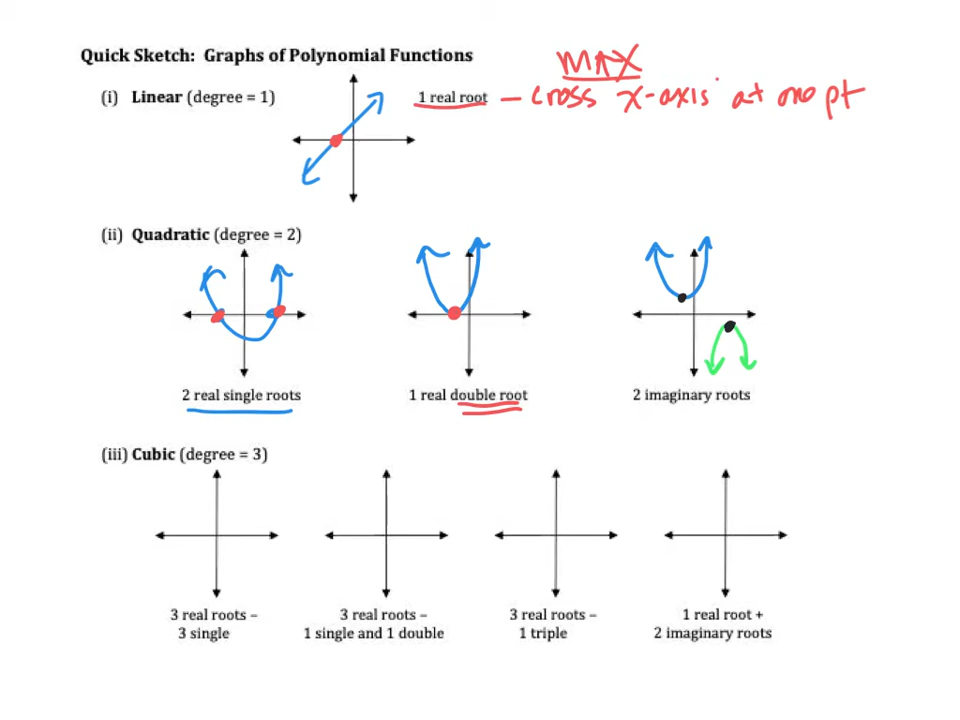 Quick Sketch: Graphs of Polynomial Functions
MAX
(i) Linear (degree = 1)
1 real root – cross x-axis at one pt
(ii) Quadratic (degree = 2)
2 real single roots
1 real double root
2 imaginary roots
(iii) Cubic (degree = 3)
3 real roots –
3 single
3 real roots –
1 single and 1 double
3 real roots –
1 triple
1 real root +
2 imaginary roots